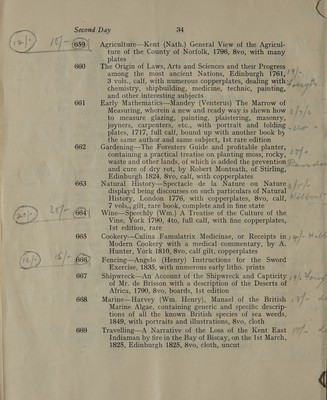 Second Day 34
659 Agriculture—Kent (Nath.) General View of the Agricul-
ture of the County of Norfolk, 1796, 8vo, with many
plates
660 The Origin of Laws, Arts and Sciences and their Progress
among the most ancient Nations, Edinburgh 1761,
3 vols., calf, with numerous copperplates, dealing with
chemistry, shipbuilding, medicine, technic, painting,
and other interesting subjects
661 Early Mathematics—Mandey (Venterus) The Marrow of
Measuring, wherein a new and ready way is shewn how
to measure glazing, painting, plaistering, masonry,
joyners, carpenters, etc., with portrait and folding
plates, 1717, full calf, bound up with another book by
the same author and same subject, 1st rare edition
662 Gardening—The Foresters Guide and profitable planter,
containing a practical treatise on planting moss, rocky,
waste and other lands, of which is added the prevention
and cure of dry rot, by Robert Monteath, of Stirling,
Edinburgh 1824, 8vo, calf, with copperplates
663 Natural History—Spectacle de la Nature on Nature
display'd being discourses on such particulars of Natural
History, London 1776, with copperplates, 8vo, calf,
7 vols., gilt, rare book, complete and in fine state
664 Wine—Speechly (Wm.) A Treatise of the Culture of the
Vine, York 1790, 4to, full calf, with fine copperplates,
1st edition, rare
665 Cookery—Culina Famulatrix Medicinae, or Receipts in
Modern Cookery with a medical commentary, by A.
Hunter, York 1810, 8vo, calf gilt, copperplates
666 Fencing—Angelo (Henry) Instructions for the Sword
Exercise, 1835, with numerous early litho. prints
667 Shipwreck—An Account of the Shipwreck and Captivity
of Mr. de Brisson with a description of the Deserts of
Africa, 1790, 8vo, boards, 1st edition
668 Marine—Harvey (Wm. Henry), Manuel of the British
Marine Algae, containing generic and specific descrip-
tions of all the known British species of sea weeds,
1849, with portraits and illustrations, 8vo, cloth
669 Travelling—A Narrative of the Loss of the Kent East
Indiaman by fire in the Bay of Biscay, on the 1st March,
1825, Edinburgh 1825, 8vo, cloth, uncut